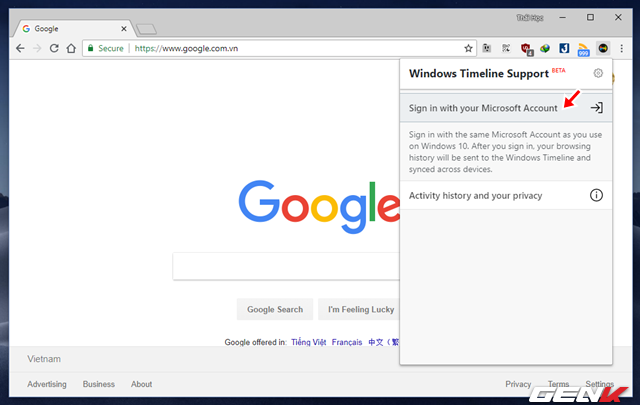 Thái Học
Google
Secure
https://www.google.com.vn
4
999
Windows Timeline Support BETA
Sign in with your Microsoft Account
Sign in with the same Microsoft Account as you use
on Windows 10. After you sign in, your browsing
history will be sent to the Windows Timeline and
synced across devices.
Activity history and your privacy
Google
Google Search
I'm Feeling Lucky
Google offered in: Tiếng Việt Français 中文 (繁
Vietnam
Advertising Business About
Privacy Terms Settings
GENK